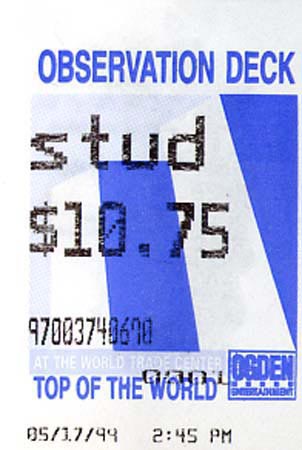 OBSERVATION DECK
stud
$10.75
97003740670
AT THE WORLD TRADE CENTER
TOP OF THE WORLD
OGDEN
ENTERTAINMENT
05/17/99 2:45 PM